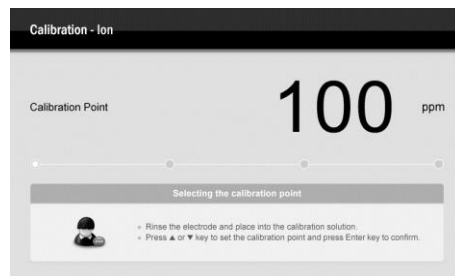 Calibration - Ion
Calibration Point 100 ppm
Selecting the calibration point
Rinse the electrode and place into the calibration solution.
Press ▲ or ▼ key to set the calibration point and press Enter key to confirm.